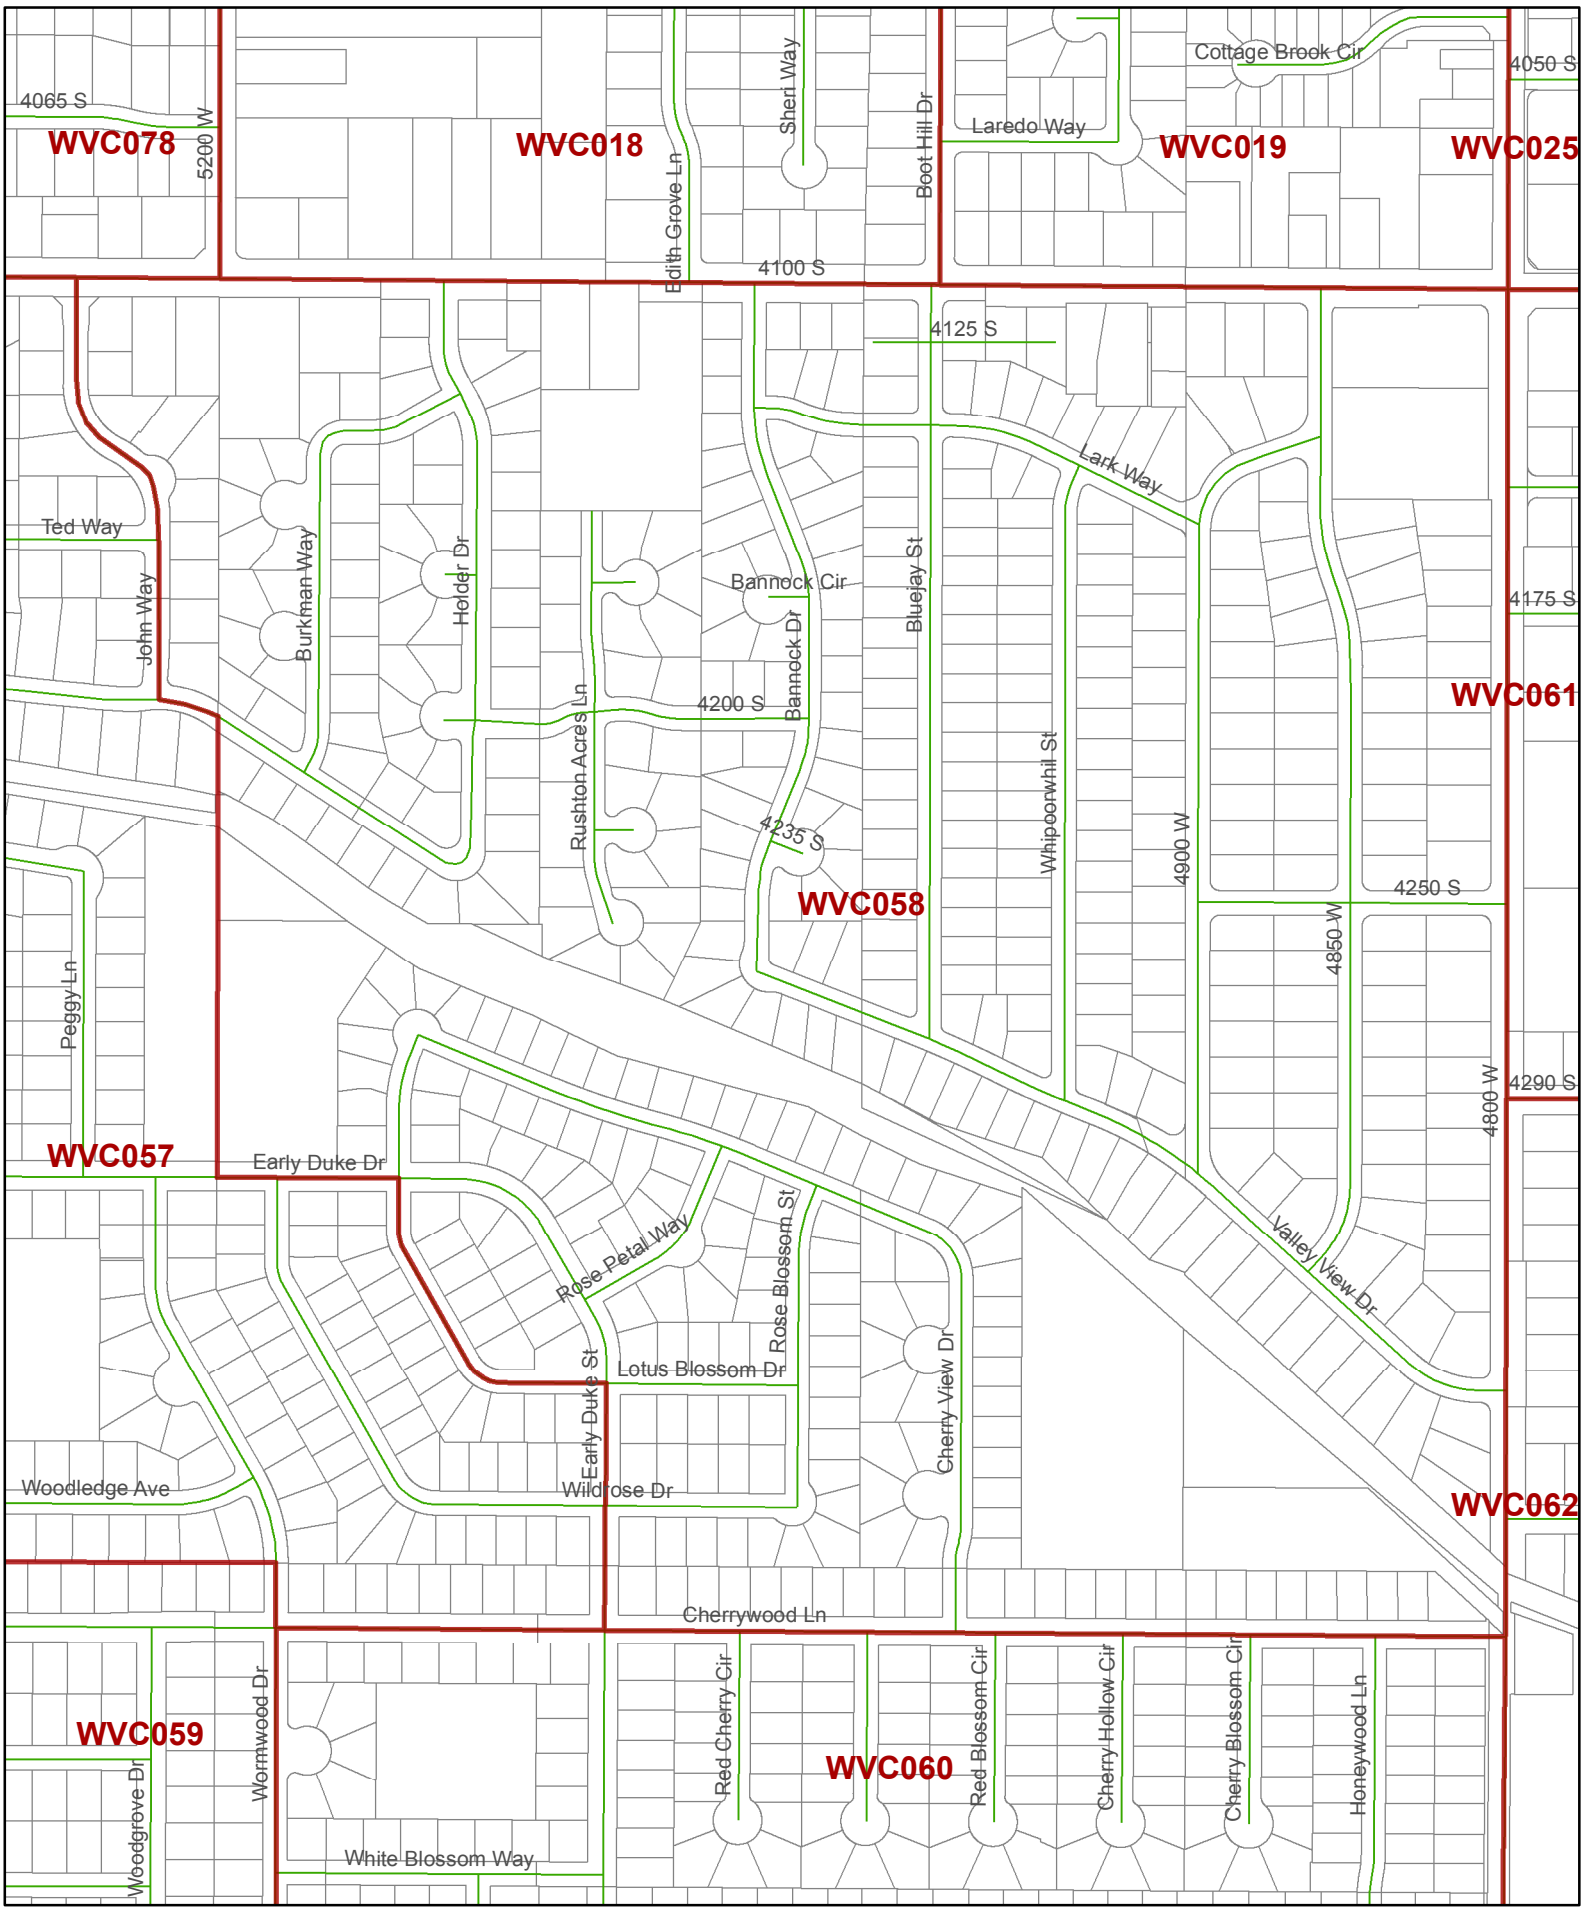 Cottage Brook Cir
4050 S
4065 S
5200 W
Sheri Way
Boot Hill Dr
Laredo Way
WVC078
WVC018
WVC019
WVC025
Edith Grove Ln
4100 S
4125 S
Lark Way
Ted Way
John Way
Burkman Way
Holder Dr
Bannock Cir
Bannock Dr
Bluejay St
4175 S
WVC061
4200 S
Rushton Acres Ln
Whipoorwhil St
4235 S
4900 W
4250 S
WVC058
4850 W
Peggy Ln
4290 S
4800 W
WVC057
Early Duke Dr
Rose Petal Way
Rose Blossom St
Valley View Dr
Lotus Blossom Dr
Early Duke St
Cherry View Dr
Woodledge Ave
Wildrose Dr
WVC062
Cherrywood Ln
Wormwood Dr
Red Cherry Cir
Red Blossom Cir
Cherry Hollow Cir
Cherry Blossom Cir
Honeywood Ln
WVC059
WVC060
Woodgrove Dr
White Blossom Way